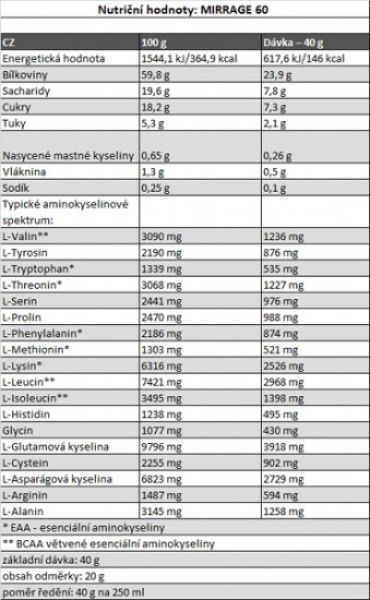 Nutriční hodnoty: MIRRAGE 60
CZ 100 g Dávka – 40 g
Energetická hodnota 1544,1 kJ/364,9 kcal 617,6 kJ/146 kcal
Bílkoviny 59,8 g 23,9 g
Sacharidy 19,6 g 7,8 g
Cukry 18,2 g 7,3 g
Tuky 5,3 g 2,1 g
Nasycené mastné kyseliny 0,65 g 0,26 g
Vláknina 1,3 g 0,5 g
Sodík 0,25 g 0,1 g
Typické aminokyselinové
spektrum:
L-Valin** 3090 mg 1236 mg
L-Tyrosin 2190 mg 876 mg
L-Tryptophan* 1339 mg 535 mg
L-Threonin* 3068 mg 1227 mg
L-Serin 2441 mg 976 mg
L-Prolin 2470 mg 988 mg
L-Phenylalanin* 2186 mg 874 mg
L-Methionin* 1303 mg 521 mg
L-Lysin* 6316 mg 2526 mg
L-Leucin** 7421 mg 2968 mg
L-Isoleucin** 3495 mg 1398 mg
L-Histidin 1238 mg 495 mg
Glycin 1077 mg 430 mg
L-Glutamová kyselina 9796 mg 3918 mg
L-Cystein 2255 mg 902 mg
L-Asparágová kyselina 6823 mg 2729 mg
L-Arginin 1487 mg 594 mg
L-Alanin 3145 mg 1258 mg
* EAA - esenciální aminokyseliny
** BCAA větvené esenciální aminokyseliny
základní dávka: 40 g
obsah odměrky: 20 g
poměr ředění: 40 g na 250 ml